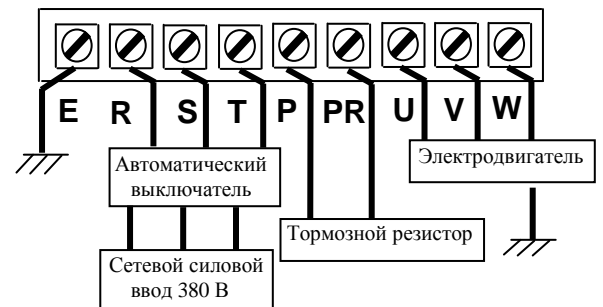 E R S T P PR U V W
Автоматический
выключатель
Электродвигатель
Тормозной резистор
Сетевой силовой
ввод 380 В